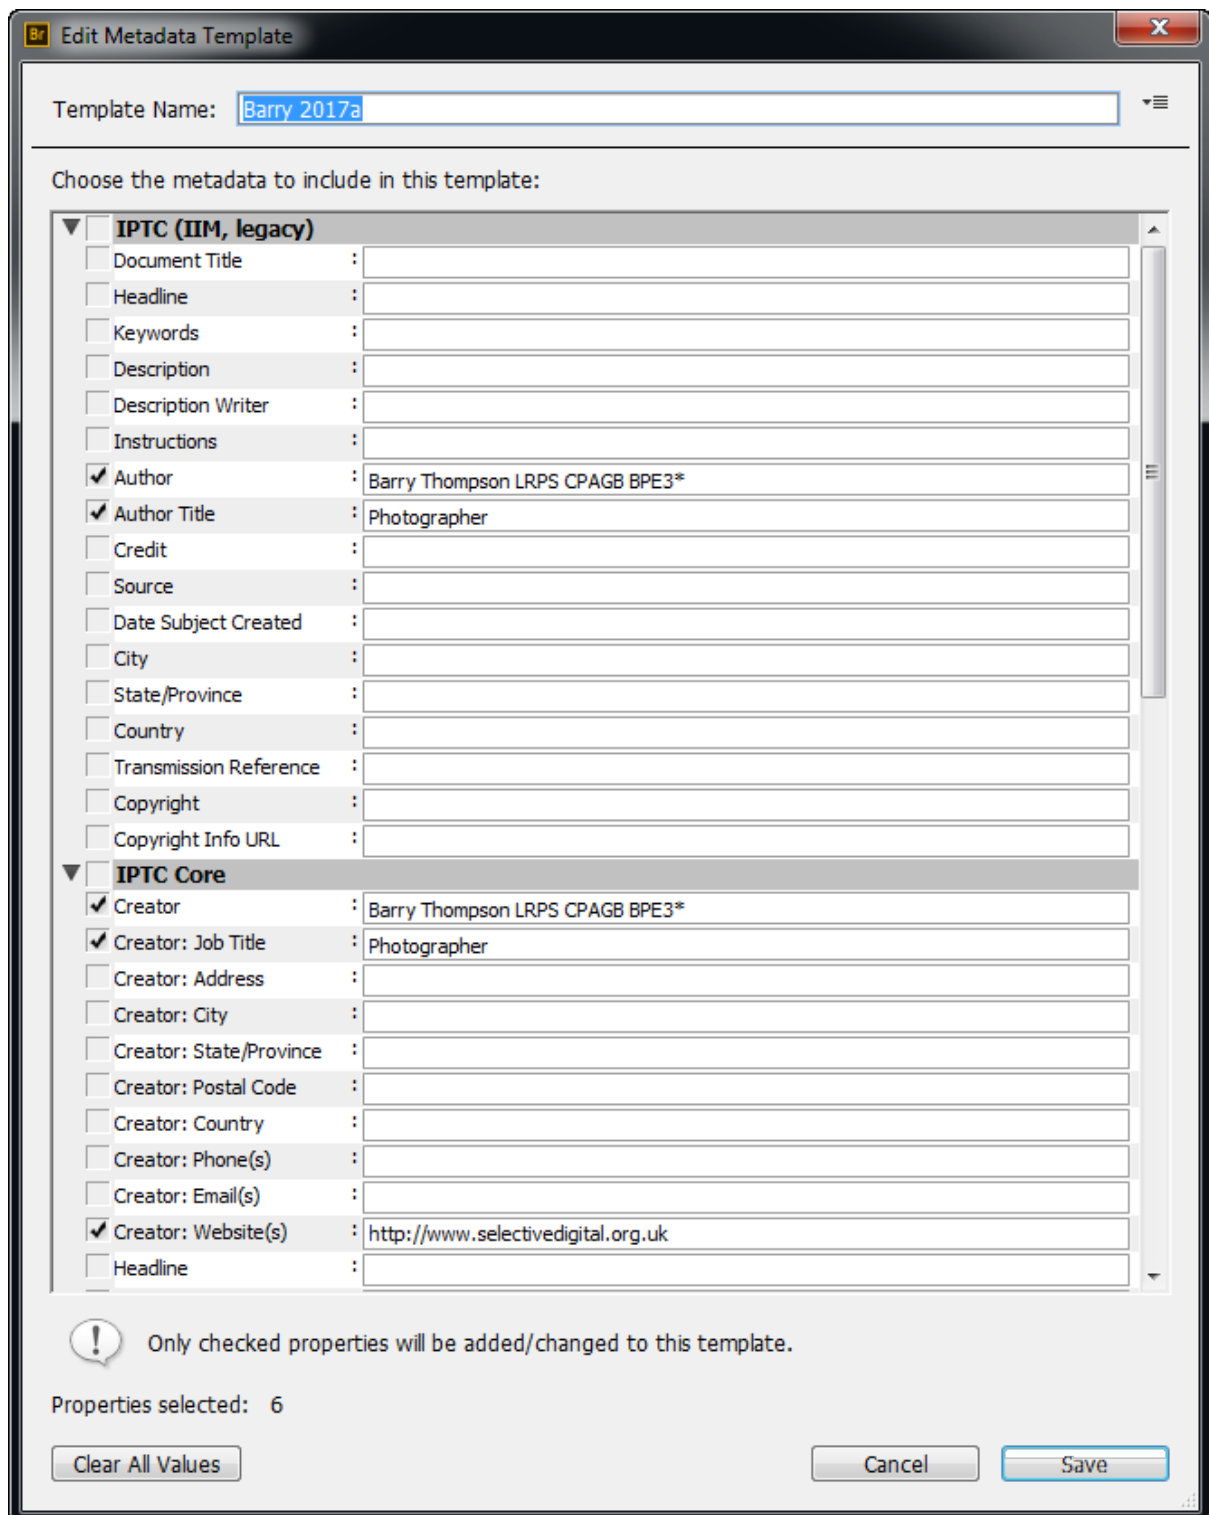 Br Edit Metadata Template X
Template Name: Barry 2017a
Choose the metadata to include in this template:
IPTC (IIM, legacy)
Document Title :
Headline :
Keywords :
Description :
Description Writer :
Instructions :
Author : Barry Thompson LRPS CPAGB BPE3*
Author Title : Photographer
Credit :
Source :
Date Subject Created :
City :
State/Province :
Country :
Transmission Reference :
Copyright :
Copyright Info URL :
IPTC Core
Creator : Barry Thompson LRPS CPAGB BPE3*
Creator: Job Title : Photographer
Creator: Address :
Creator: City :
Creator: State/Province :
Creator: Postal Code :
Creator: Country :
Creator: Phone(s) :
Creator: Email(s) :
Creator: Website(s) : http://www.selectivedigital.org.uk
Headline :
! Only checked properties will be added/changed to this template.
Properties selected: 6
Clear All Values Cancel Save